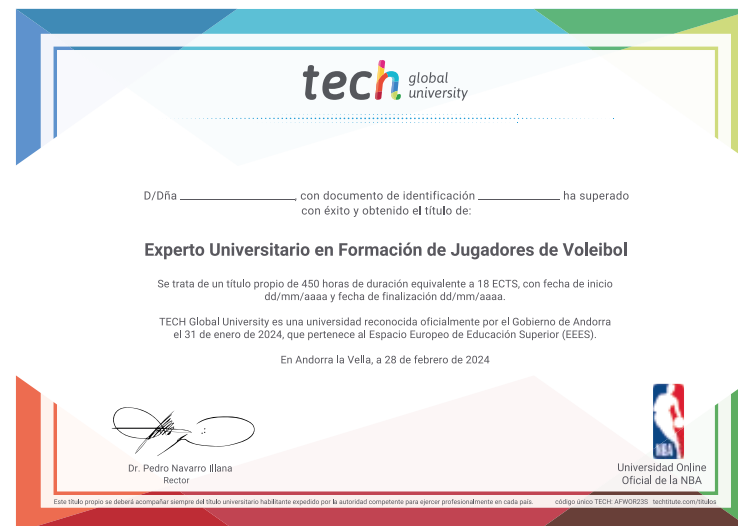 tech global university
D/Dña ____________, con documento de identificación ____________ ha superado
con éxito y obtenido el título de:
Experto Universitario en Formación de Jugadores de Voleibol
Se trata de un título propio de 450 horas de duración equivalente a 18 ECTS, con fecha de inicio
dd/mm/aaaa y fecha de finalización dd/mm/aaaa.
TECH Global University es una universidad reconocida oficialmente por el Gobierno de Andorra
el 31 de enero de 2024, que pertenece al Espacio Europeo de Educación Superior (EEES).
En Andorra la Vella, a 28 de febrero de 2024
Dr. Pedro Navarro Illana
Rector
NBA
Universidad Online
Oficial de la NBA
Este título propio se deberá acompañar siempre del título universitario habilitante expedido por la autoridad competente para ejercer profesionalmente en cada país. código único TECH: AFWOR23S techtitute.com/titulos